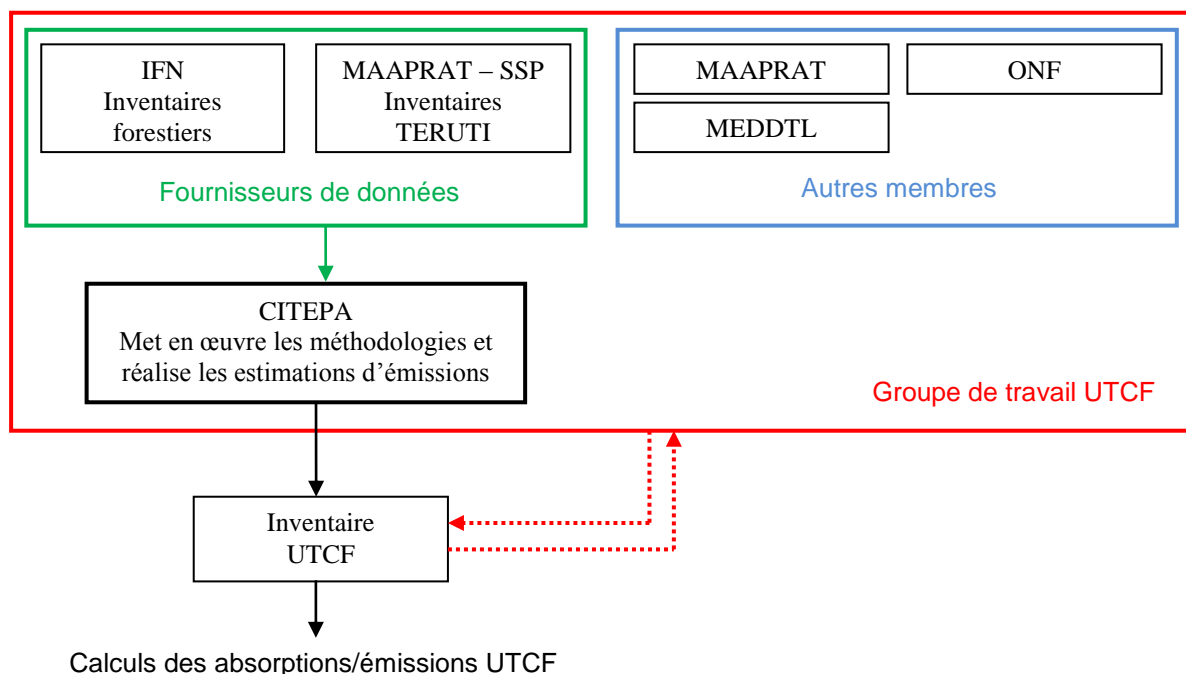 IFN
Inventaires
forestiers
MAAPRAT – SSP
Inventaires
TERUTI
Fournisseurs de données
MAAPRAT
ONF
MEDDTL
Autres membres
CITEPA
Met en œuvre les méthodologies et
réalise les estimations d’émissions
Groupe de travail UTCF
Inventaire
UTCF
Calculs des absorptions/émissions UTCF